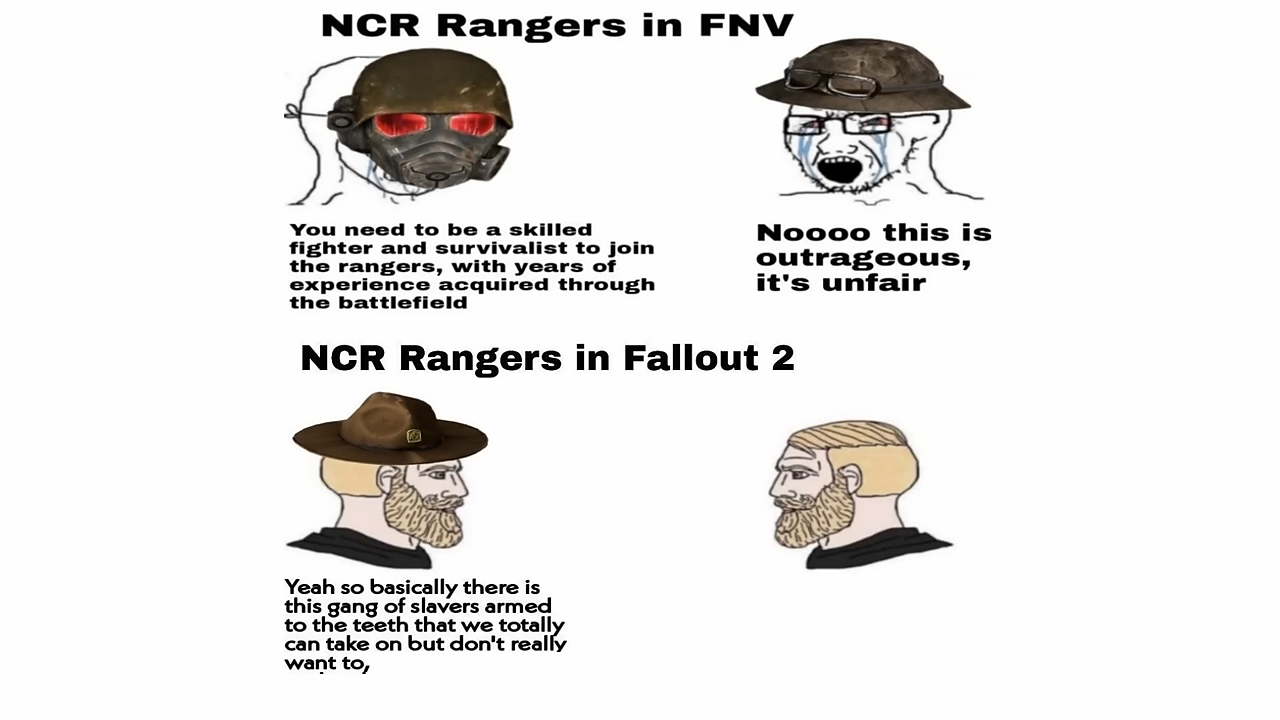 NCR Rangers in FNV
You need to be a skilled
fighter and survivalist to join
the rangers, with years of
experience acquired through
the battlefield
Noooo this is
outrageous,
it's unfair
NCR Rangers in Fallout 2
Yeah so basically there is
this gang of slavers armed
to the teeth that we totally
can take on but don't really
want to,